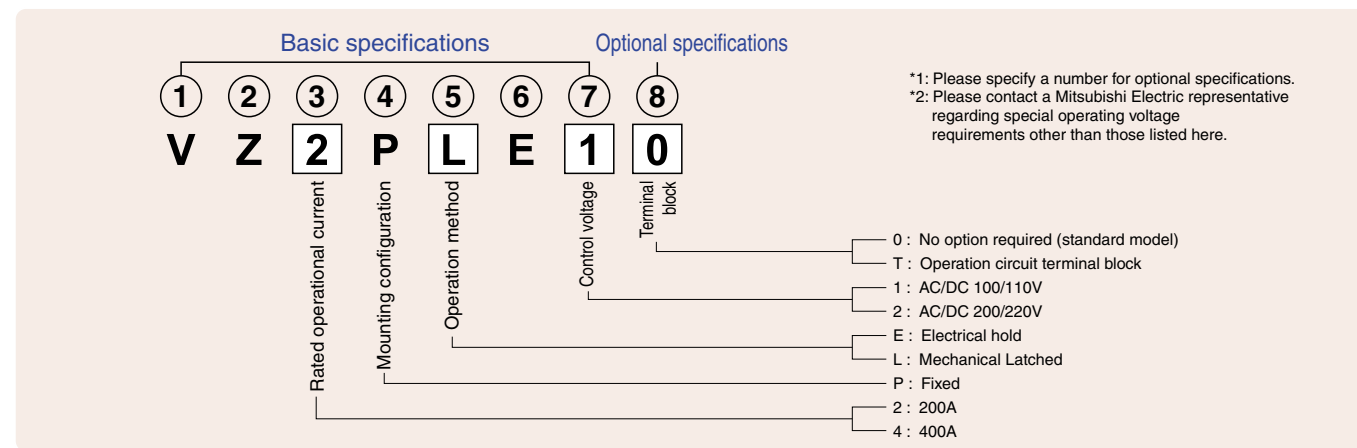 Basic specifications
Optional specifications
1 2 3 4 5 6 7 8
V Z 2 P L E 1 0
*1: Please specify a number for optional specifications.
*2: Please contact a Mitsubishi Electric representative
regarding special operating voltage
requirements other than those listed here.
Rated operational current
Mounting configuration
Operation method
Control voltage
Terminal
block
0 : No option required (standard model)
T : Operation circuit terminal block
1 : AC/DC 100/110V
2 : AC/DC 200/220V
E : Electrical hold
L : Mechanical Latched
P : Fixed
2 : 200A
4 : 400A